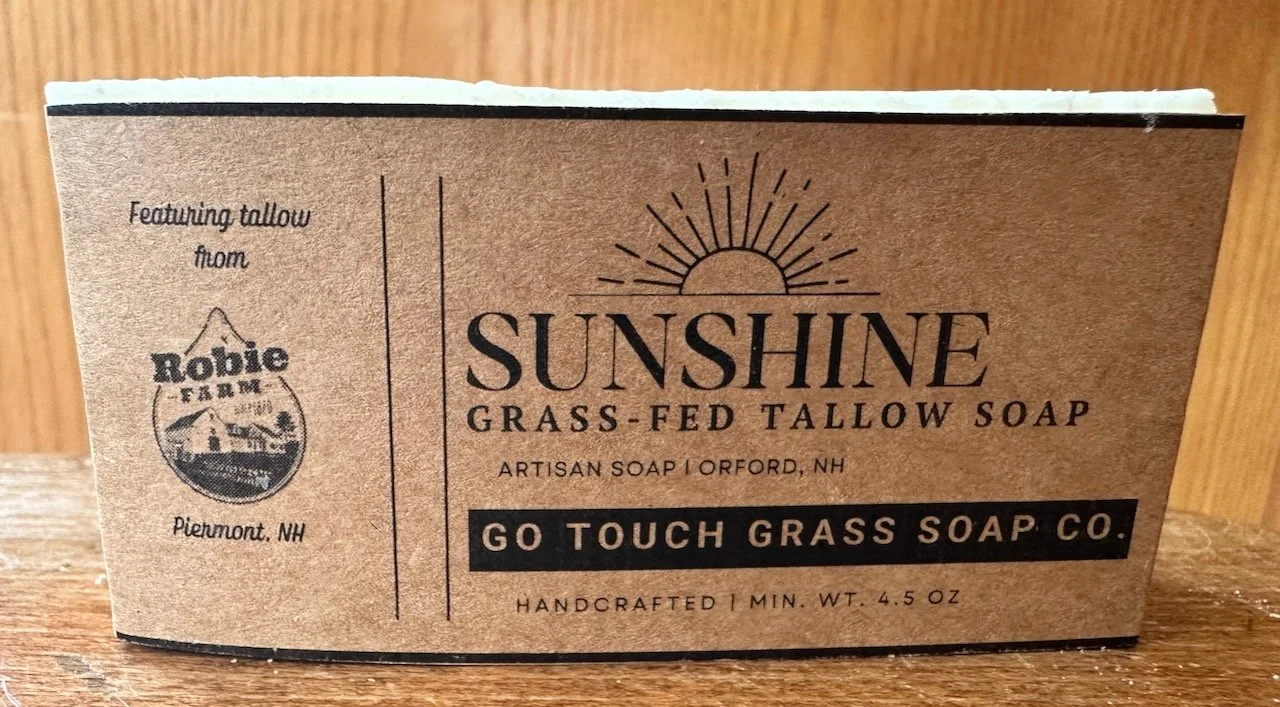 Featuring tallow
from
Robie
FARM
Piermont, NH
SUNSHINE
GRASS-FED TALLOW SOAP
ARTISAN SOAP | ORFORD, NH
GO TOUCH GRASS SOAP CO.
HANDCRAFTED | MIN. WT. 4.5 OZ